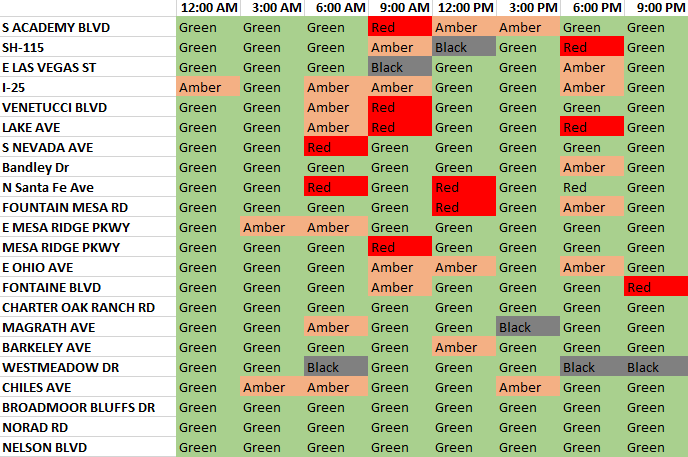 12:00 AM 3:00 AM 6:00 AM 9:00 AM 12:00 PM 3:00 PM 6:00 PM 9:00 PM
S ACADEMY BLVD Green Green Green Red Amber Amber Green Green
SH-115 Green Green Green Amber Black Green Red Green
E LAS VEGAS ST Green Green Green Black Green Green Amber Green
I-25 Amber Green Amber Amber Green Green Amber Green
VENETUCCI BLVD Green Green Amber Red Green Green Green Green
LAKE AVE Green Green Amber Red Green Green Red Green
S NEVADA AVE Green Green Red Green Green Green Green Green
Bandley Dr Green Green Green Green Green Green Amber Green
N Santa Fe Ave Green Green Red Green Red Green Red Green
FOUNTAIN MESA RD Green Green Green Green Red Green Amber Green
E MESA RIDGE PKWY Green Amber Amber Green Green Green Green Green
MESA RIDGE PKWY Green Green Green Red Green Green Green Green
E OHIO AVE Green Green Green Amber Amber Green Amber Green
FONTAINE BLVD Green Green Green Amber Green Green Green Red
CHARTER OAK RANCH RD Green Green Green Green Green Green Green Green
MAGRATH AVE Green Green Amber Green Green Black Green Green
BARKELEY AVE Green Green Green Green Amber Green Green Green
WESTMEADOW DR Green Green Black Green Green Green Black Black
CHILES AVE Green Amber Amber Green Green Amber Green Green
BROADMOOR BLUFFS DR Green Green Green Green Green Green Green Green
NORAD RD Green Green Green Green Green Green Green Green
NELSON BLVD Green Green Green Green Green Green Green Green